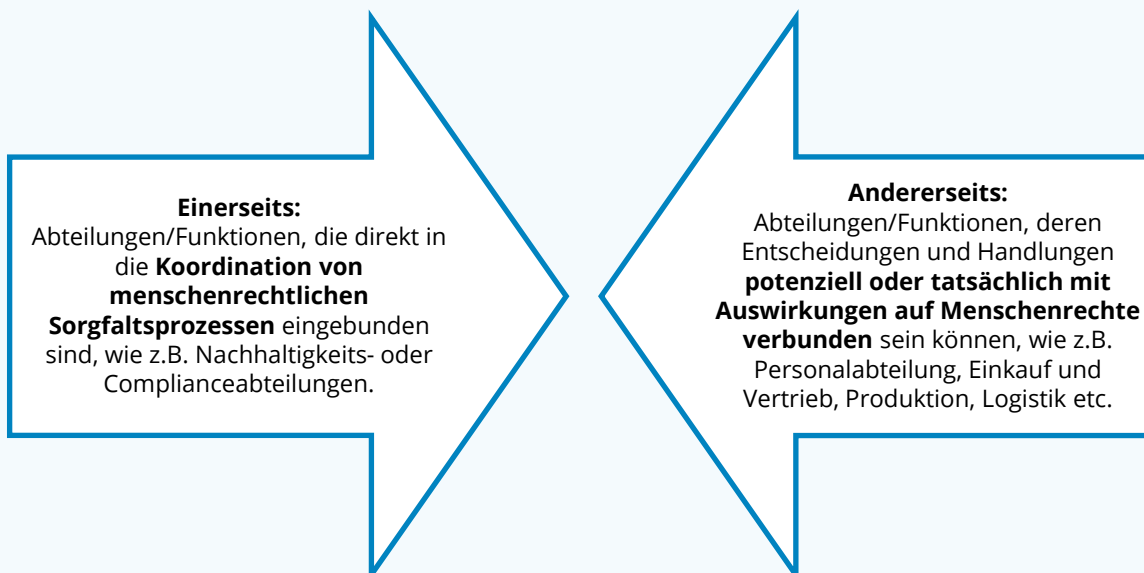 Einerseits:
Abteilungen/Funktionen, die direkt in
die Koordination von
menschenrechtlichen
Sorgfaltsprozessen eingebunden
sind, wie z.B. Nachhaltigkeits- oder
Complianceabteilungen.
Andererseits:
Abteilungen/Funktionen, deren
Entscheidungen und Handlungen
potenziell oder tatsächlich mit
Auswirkungen auf Menschenrechte
verbunden sein können, wie z.B.
Personalabteilung, Einkauf und
Vertrieb, Produktion, Logistik etc.